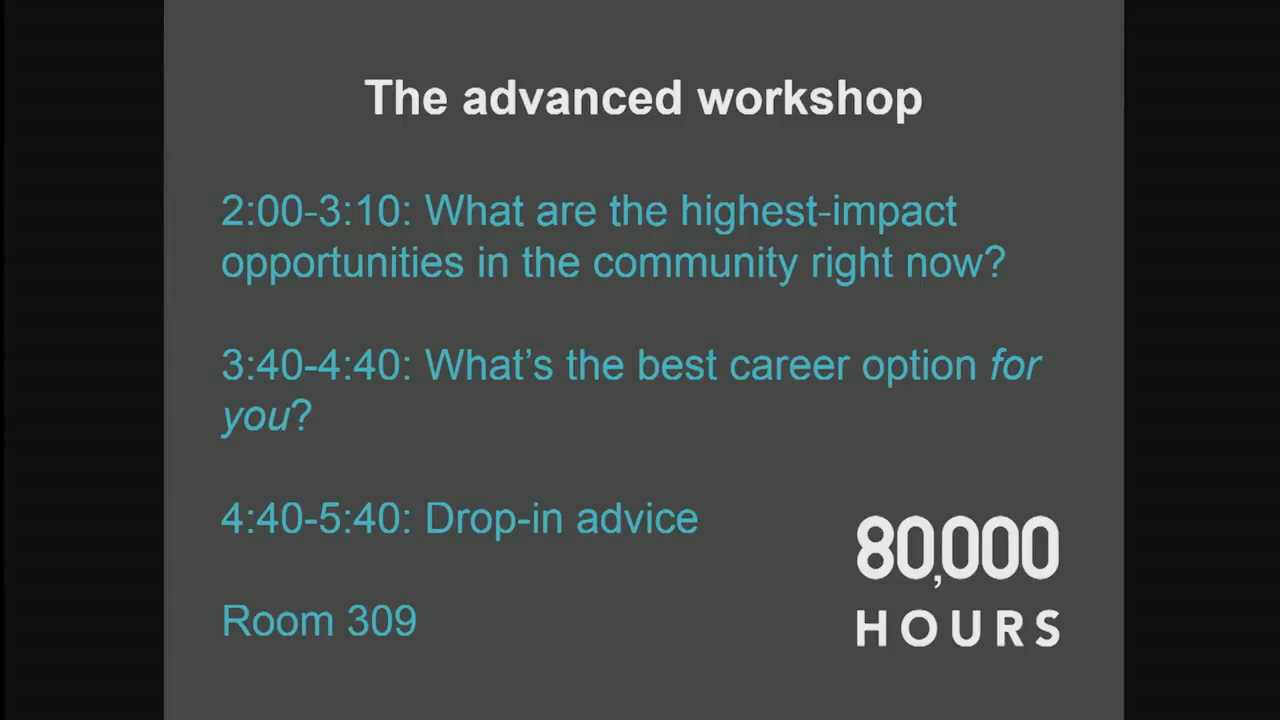 The advanced workshop
2:00-3:10: What are the highest-impact
opportunities in the community right now?
3:40-4:40: What’s the best career option for
you?
4:40-5:40: Drop-in advice
Room 309
80,000
HOURS